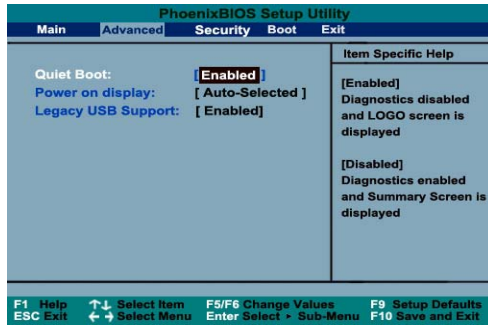 PhoenixBIOS Setup Utility
Main Advanced Security Boot Exit
Item Specific Help
Quiet Boot: [Enabled]
Power on display: [ Auto-Selected ]
Legacy USB Support: [ Enabled]
[Enabled]
Diagnostics disabled
and LOGO screen is
displayed
[Disabled]
Diagnostics enabled
and Summary Screen is
displayed
F1 Help ↑↓ Select Item F5/F6 Change Values F9 Setup Defaults
ESC Exit ← → Select Menu Enter Select ▸ Sub-Menu F10 Save and Exit